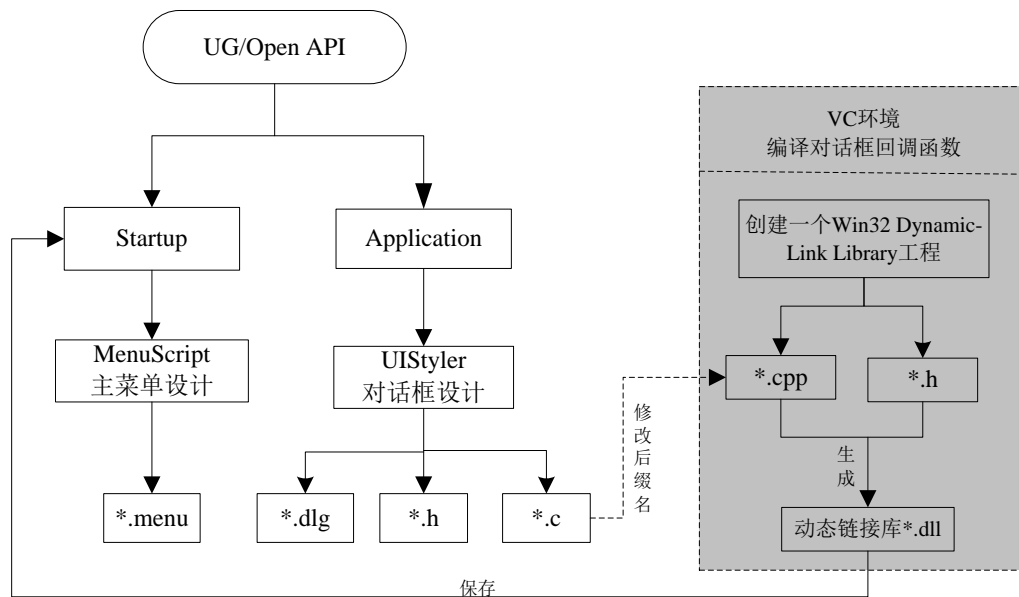 UG/Open API
VC环境
编译对话框回调函数
Startup
Application
创建一个Win32 Dynamic-
Link Library工程
MenuScript
主菜单设计
UIStyler
对话框设计
*.cpp
*.h
修改后缀名
生成
*.menu
*.dlg
*.h
*.c
动态链接库*.dll
保存